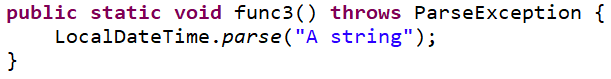 public static void func3() throws ParseException {
    LocalDateTime.parse("A string");
}